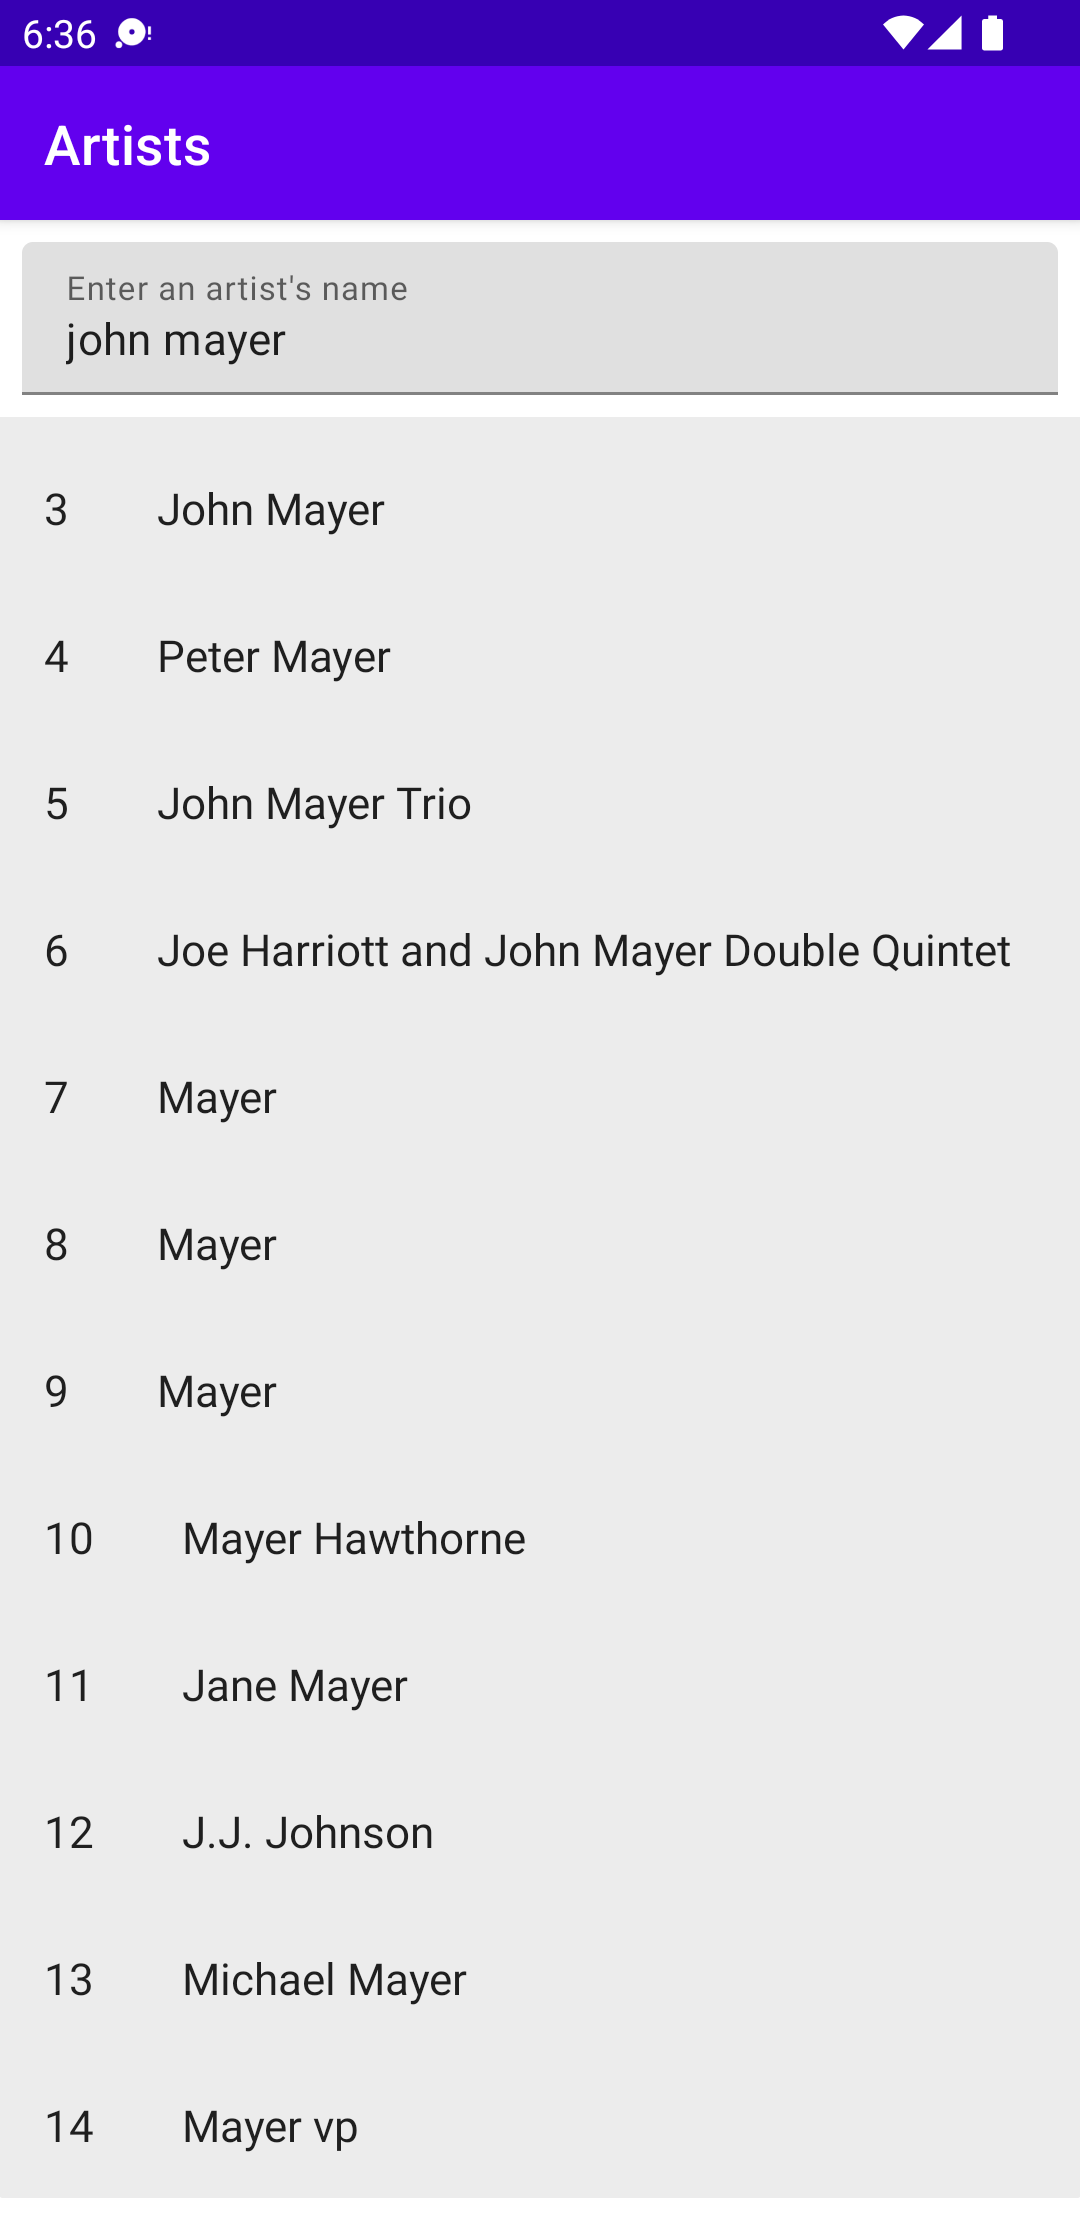 6:36
Artists
Enter an artist's name
john mayer
3 John Mayer
4 Peter Mayer
5 John Mayer Trio
6 Joe Harriott and John Mayer Double Quintet
7 Mayer
8 Mayer
9 Mayer
10 Mayer Hawthorne
11 Jane Mayer
12 J.J. Johnson
13 Michael Mayer
14 Mayer vp